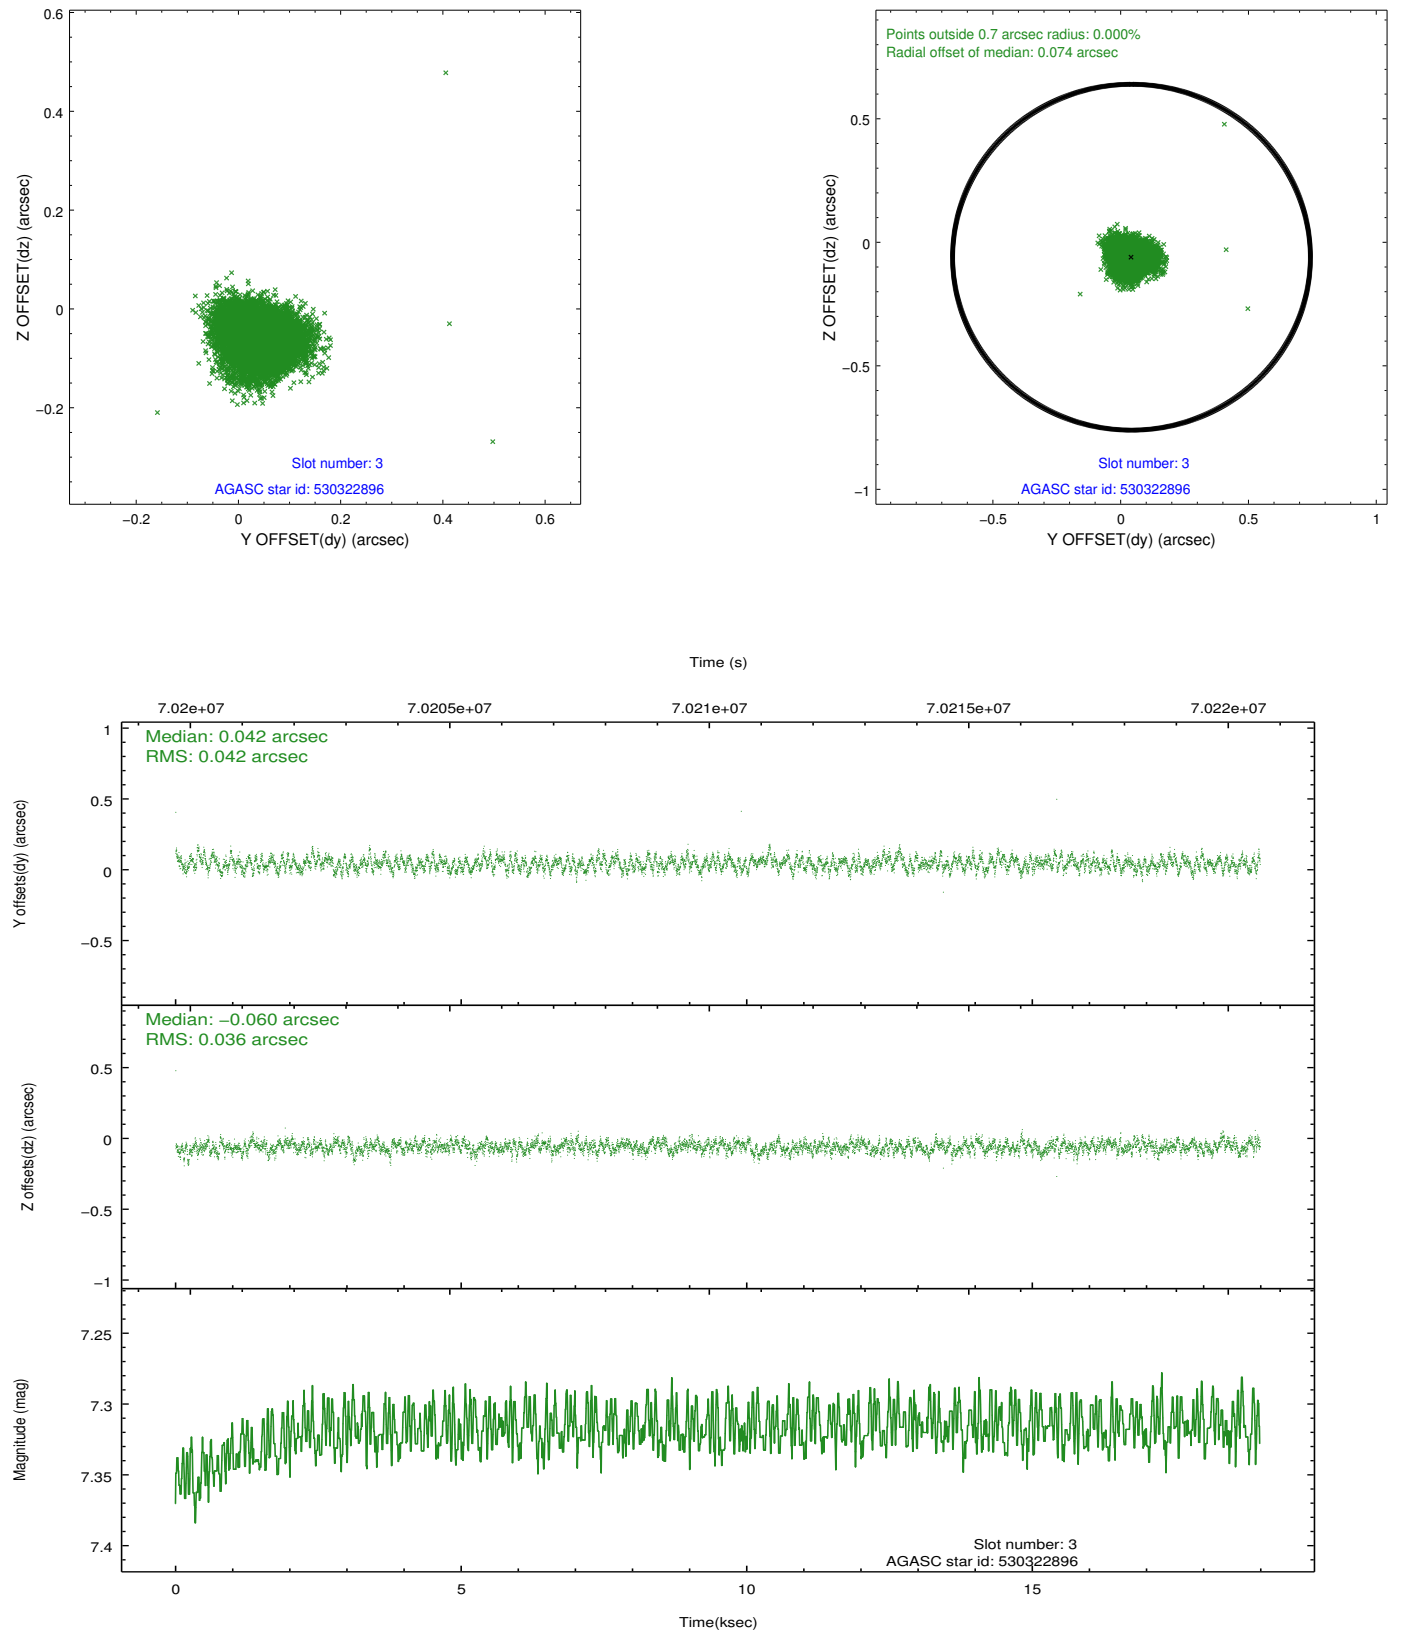 0.6
0.4
0.2
0
−0.2
−0.2
0
0.2
0.4
0.6
Z OFFSET(dz) (arcsec)
Y OFFSET(dy) (arcsec)
Slot number: 3
AGASC star id: 530322896
Points outside 0.7 arcsec radius: 0.000%
Radial offset of median: 0.074 arcsec
0.5
0
−0.5
−1
−0.5
0
0.5
1
Z OFFSET(dz) (arcsec)
Y OFFSET(dy) (arcsec)
Slot number: 3
AGASC star id: 530322896
Time (s)
7.02e+07
7.0205e+07
7.021e+07
7.0215e+07
7.022e+07
Median: 0.042 arcsec
RMS: 0.042 arcsec
1
0.5
0
−0.5
Y offsets(dy) (arcsec)
Median: −0.060 arcsec
RMS: 0.036 arcsec
0.5
0
−0.5
−1
Z offsets(dz) (arcsec)
7.25
7.3
7.35
7.4
Magnitude (mag)
Slot number: 3
AGASC star id: 530322896
0
5
10
15
Time(ksec)